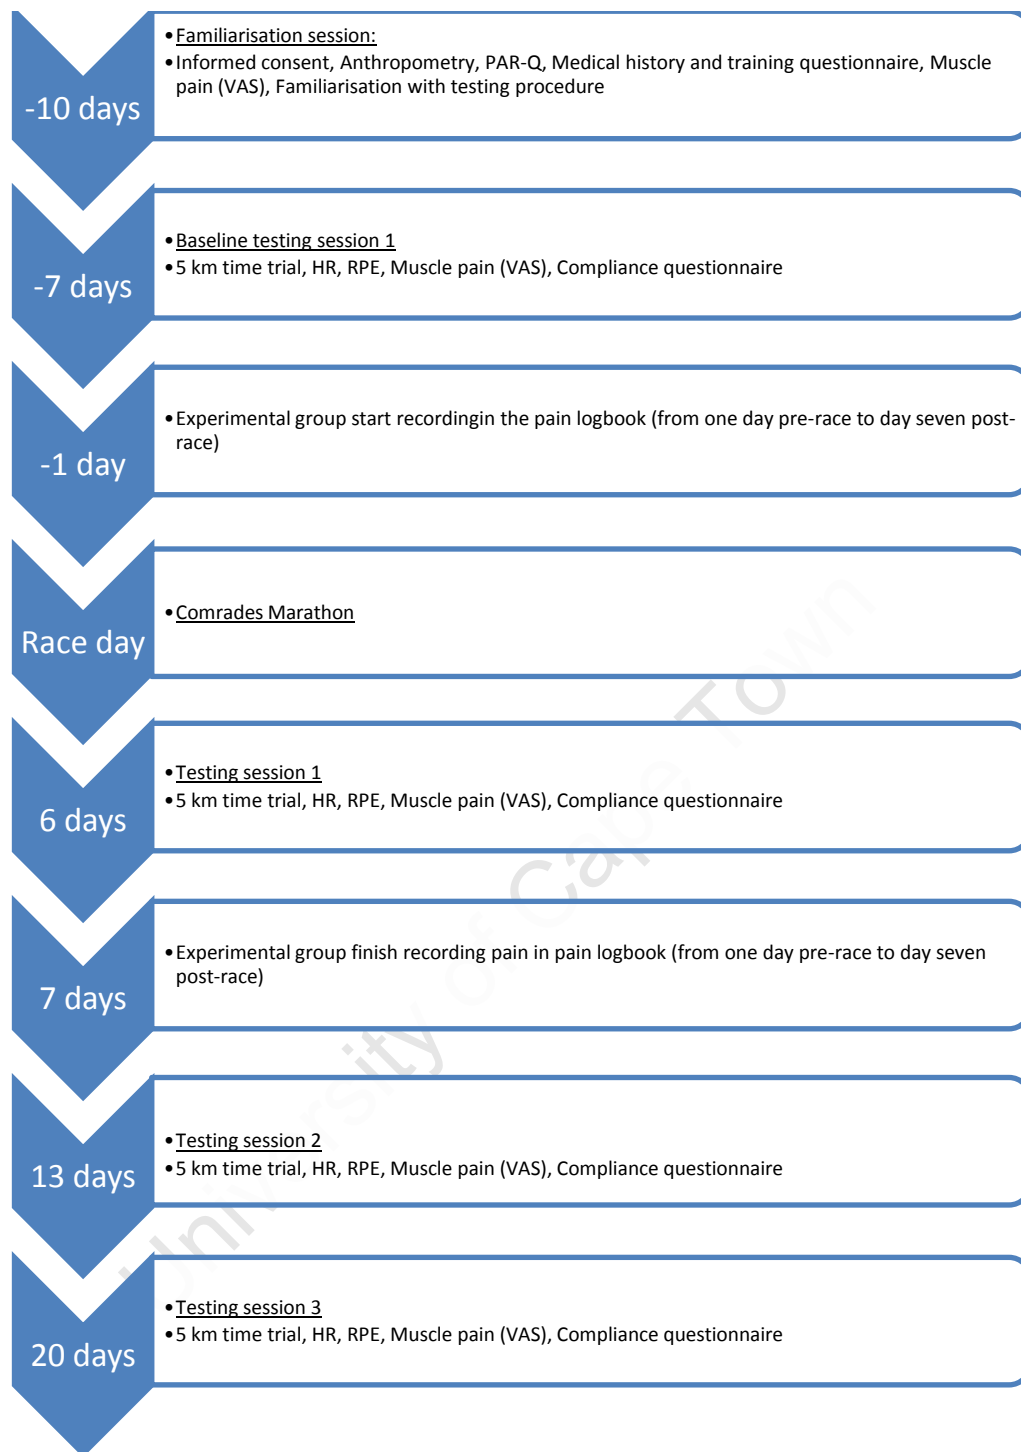 -10 days
•Familiarisation session:
•Informed consent, Anthropometry, PAR-Q, Medical history and training questionnaire, Muscle
pain (VAS), Familiarisation with testing procedure
-7 days
•Baseline testing session 1
•5 km time trial, HR, RPE, Muscle pain (VAS), Compliance questionnaire
-1 day
•Experimental group start recordingin the pain logbook (from one day pre-race to day seven post-
race)
Race day
•Comrades Marathon
6 days
•Testing session 1
•5 km time trial, HR, RPE, Muscle pain (VAS), Compliance questionnaire
7 days
•Experimental group finish recording pain in pain logbook (from one day pre-race to day seven
post-race)
13 days
•Testing session 2
•5 km time trial, HR, RPE, Muscle pain (VAS), Compliance questionnaire
20 days
•Testing session 3
•5 km time trial, HR, RPE, Muscle pain (VAS), Compliance questionnaire
University of Cape Town